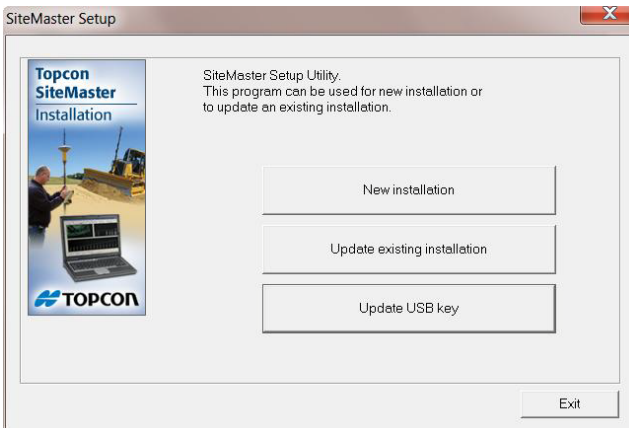 SiteMaster Setup
Topcon
SiteMaster
Installation
TOPCON
SiteMaster Setup Utility.
This program can be used for new installation or
to update an existing installation.
New installation
Update existing installation
Update USB key
Exit